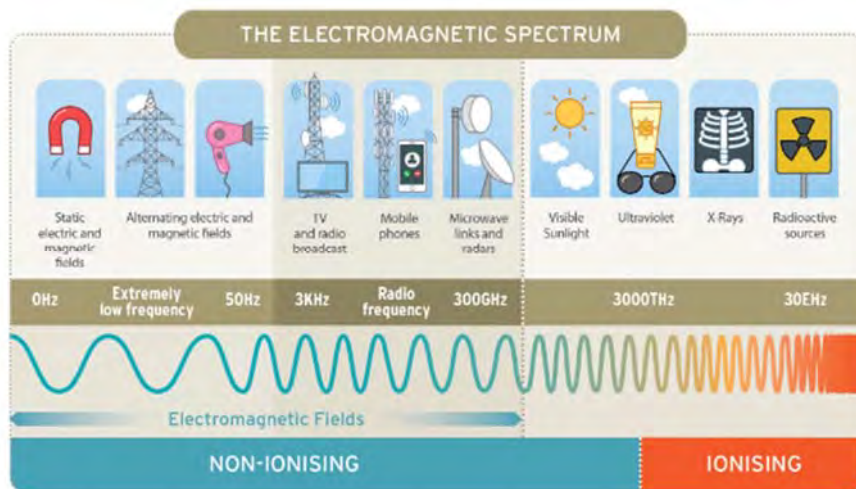 THE ELECTROMAGNETIC SPECTRUM
Static
electric and
magnetic
fields
Alternating electric and
magnetic fields
TV
and radio
broadcast
Mobile
phones
Microwave
links and
radars
Visible
Sunlight
Ultraviolet
X-Rays
Radioactive
sources
0Hz
Extremely
low frequency
50Hz
3KHz
Radio
frequency
300GHz
3000THz
30EHz
Electromagnetic Fields
NON-IONISING
IONISING